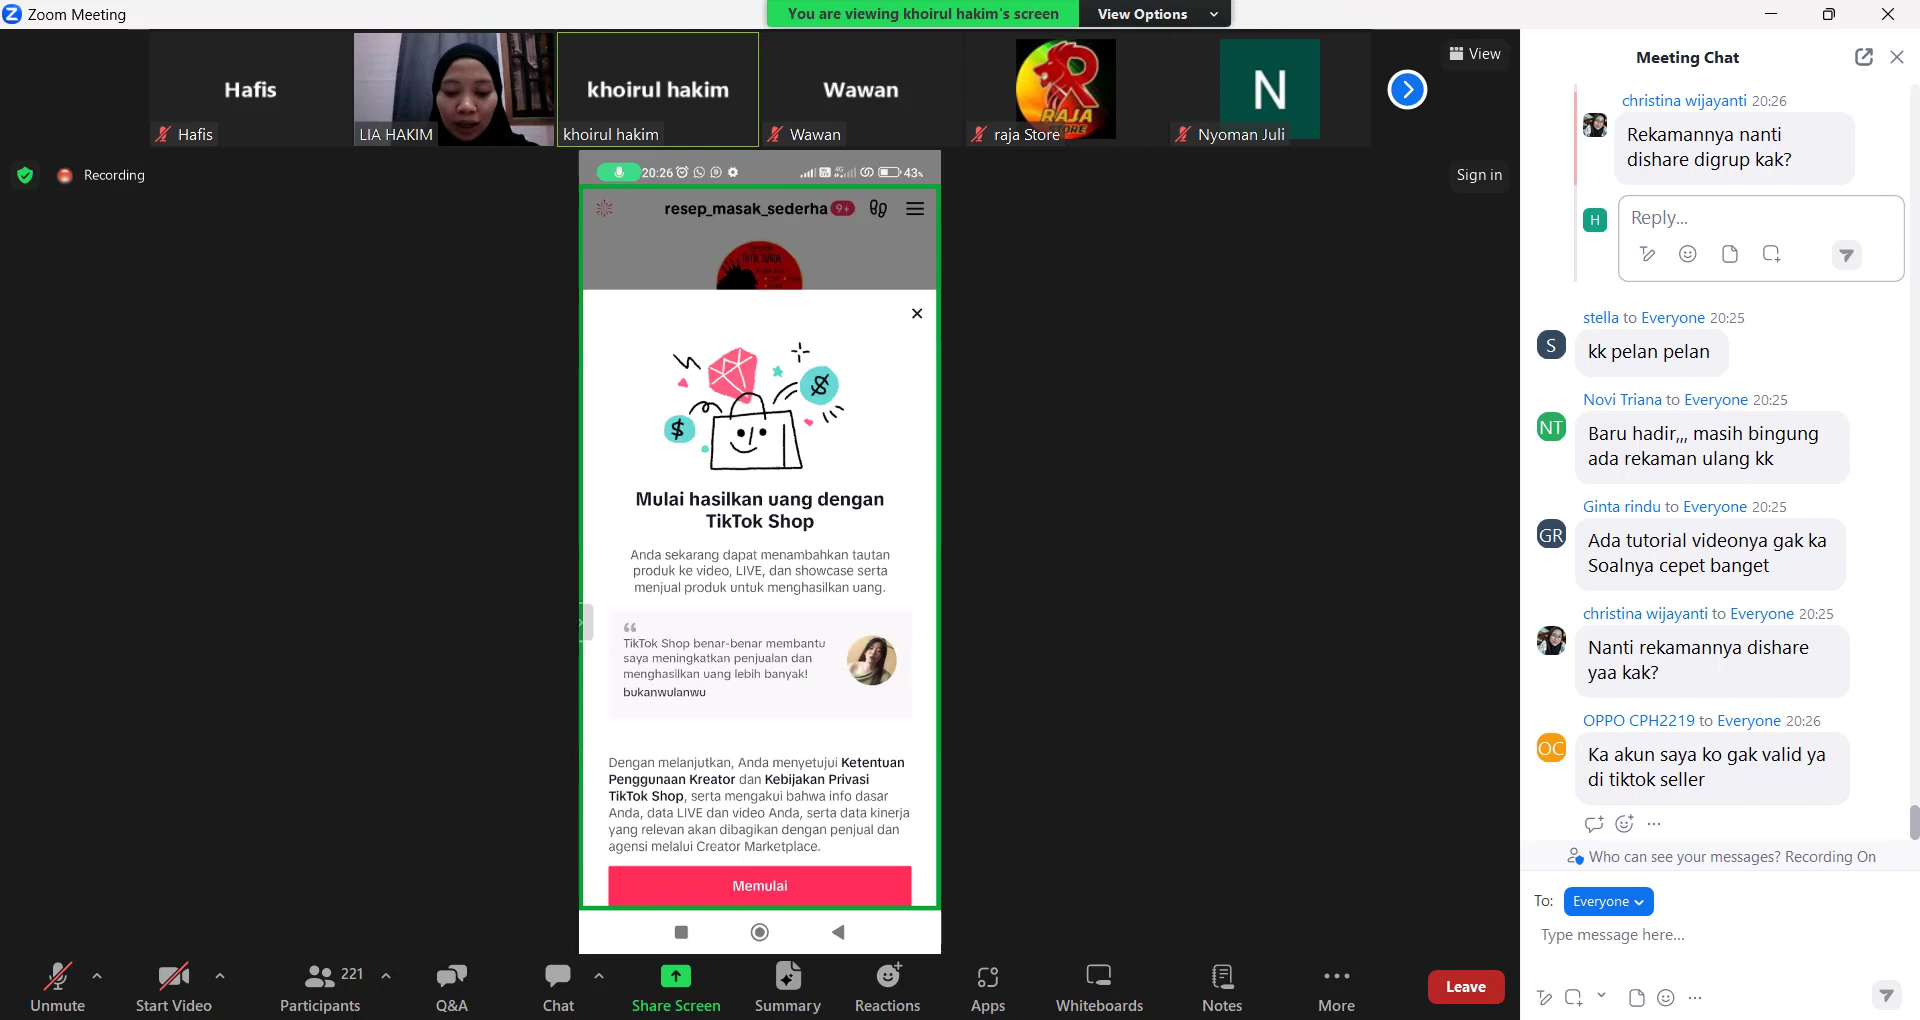 Zoom Meeting
You are viewing khoirul hakim's screen
View Options
Hafis
Hafis
LIA HAKIM
khoirul hakim
khoirul hakim
Wawan
Wawan
RAJA
raja Store
N
Nyoman Juli
View
Recording
Sign in
20:26
43%
resep_masak_sederha 9+
Mulai hasilkan uang dengan
TikTok Shop
Anda sekarang dapat menambahkan tautan
produk ke video, LIVE, dan showcase serta
menjual produk untuk menghasilkan uang.
TikTok Shop benar-benar membantu
saya meningkatkan penjualan dan
menghasilkan uang lebih banyak!
bukanwulanwu
Dengan melanjutkan, Anda menyetujui Ketentuan
Penggunaan Kreator dan Kebijakan Privasi
TikTok Shop, serta mengakui bahwa info dasar
Anda, data LIVE dan video Anda, serta data kinerja
yang relevan akan dibagikan dengan penjual dan
agensi melalui Creator Marketplace.
Memulai
Unmute
Start Video
221
Participants
Q&A
Chat
Share Screen
Summary
Reactions
Apps
Whiteboards
Notes
More
Leave
Meeting Chat
christina wijayanti 20:26
Rekamannya nanti
dishare digrup kak?
H
Reply...
stella to Everyone 20:25
S
kk pelan pelan
Novi Triana to Everyone 20:25
NT
Baru hadir,,, masih bingung
ada rekaman ulang kk
Ginta rindu to Everyone 20:25
GR
Ada tutorial videonya gak ka
Soalnya cepet banget
christina wijayanti to Everyone 20:25
Nanti rekamannya dishare
yaa kak?
OPPO CPH2219 to Everyone 20:26
OC
Ka akun saya ko gak valid ya
di tiktok seller
Who can see your messages? Recording On
To: Everyone
Type message here...